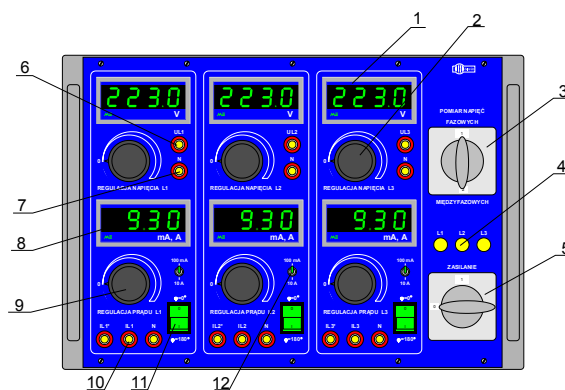 1
2
6
3
223.0
223.0
223.0
V
V
V
POMIAR NAPIĘĆ
FAZOWYCH
UL1
UL2
UL3
N
N
N
0
0
0
7
REGULACJA NAPIĘCIA L1
REGULACJA NAPIĘCIA L2
REGULACJA NAPIĘCIA L3
MIĘDZYFAZOWYCH
4
8
9.30
9.30
9.30
mA, A
mA, A
mA, A
L1
L2
L3
5
ZASILANIE
100 mA
100 mA
100 mA
10 A
10 A
10 A
0
0
0
9
φ=0°
φ=0°
φ=0°
REGULACJA PRĄDU L1
REGULACJA PRĄDU L2
REGULACJA PRĄDU L3
IL1*
IL1
N
IL2*
IL2
N
IL3*
IL3
N
φ=180°
φ=180°
φ=180°
10
11
12